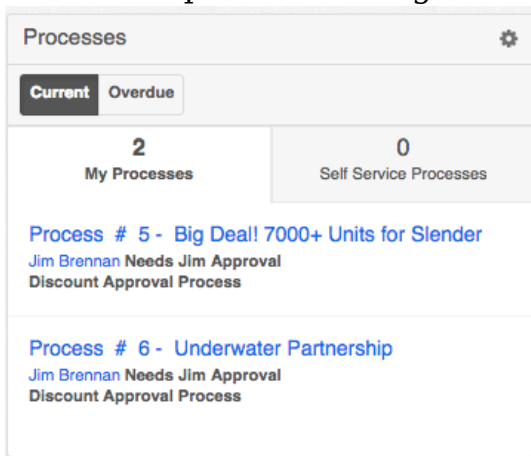 Processes
Current Overdue
2 0
My Processes Self Service Processes
Process # 5 - Big Deal! 7000+ Units for Slender
Jim Brennan Needs Jim Approval
Discount Approval Process
Process # 6 - Underwater Partnership
Jim Brennan Needs Jim Approval
Discount Approval Process